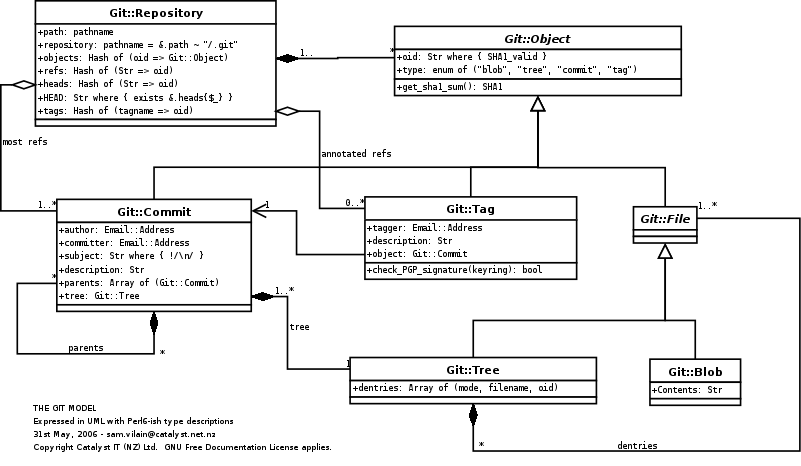 Git::Repository
+path: pathname
+repository: pathname = &.path ~ "/.git"
+objects: Hash of (oid => Git::Object)
+refs: Hash of (Str => oid)
+heads: Hash of (Str => oid)
+HEAD: Str where { exists &.heads{$_} }
+tags: Hash of (tagname => oid)
1..
*
Git::Object
+oid: Str where { SHA1_valid }
+type: enum of ("blob", "tree", "commit", "tag")
+get_sha1_sum(): SHA1
most refs
annotated refs
1..*
0..*
Git::Commit
+author: Email::Address
+committer: Email::Address
+subject: Str where { !/\n/ }
+description: Str
+parents: Array of (Git::Commit)
+tree: Git::Tree
1
Git::Tag
+tagger: Email::Address
+description: Str
+object: Git::Commit
+check_PGP_signature(keyring): bool
Git::File
1..*
*
parents
*
1..*
tree
1
Git::Tree
+dentries: Array of (mode, filename, oid)
Git::Blob
+Contents: Str
*
dentries
THE GIT MODEL
Expressed in UML with Perl6-ish type descriptions
31st May, 2006 - sam.vilain@catalyst.net.nz
Copyright Catalyst IT (NZ) Ltd. GNU Free Documentation License applies.